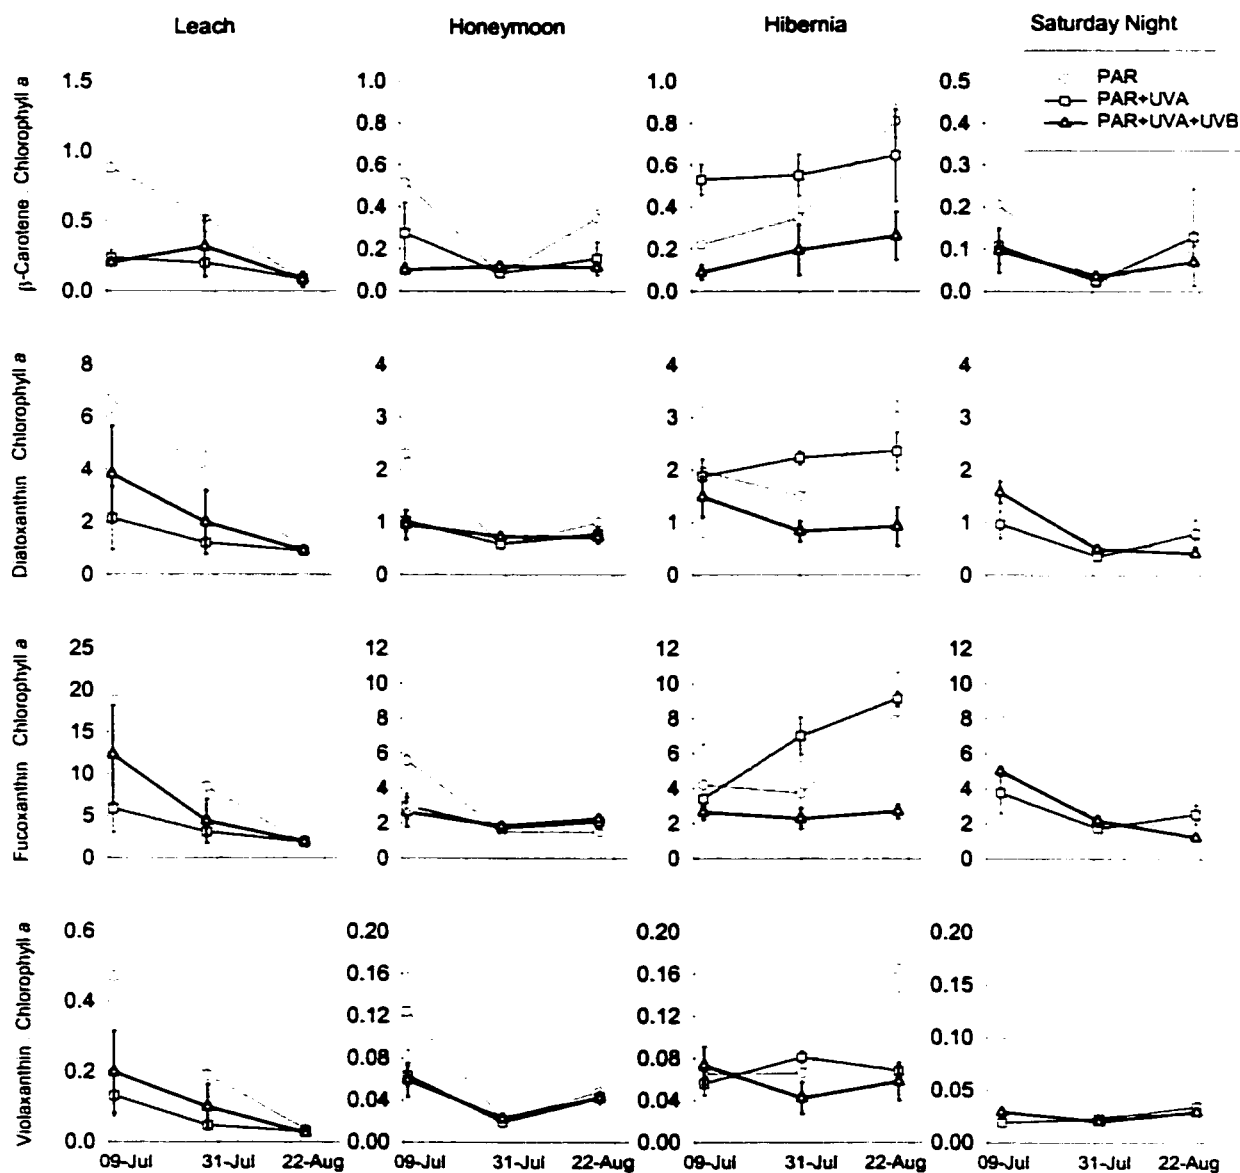 Leach Honeymoon Hibernia Saturday Night
PAR
PAR+UVA
PAR+UVA+UVB
β-Carotene Chlorophyll a
1.5 1.0 1.0 0.5
0.8 0.8 0.4
1.0
0.6 0.6 0.3
0.4 0.4 0.2
0.5
0.2 0.2 0.1
0.0 0.0 0.0 0.0
Diatoxanthin Chlorophyll a
8 4 4 4
6 3 3 3
4 2 2 2
2 1 1 1
0 0 0 0
Fucoxanthin Chlorophyll a
25 12 12 12
20 10 10 10
15 8 8 8
6 6 6
10
4 4 4
5 2 2 2
0 0 0 0
Violaxanthin Chlorophyll a
0.6 0.20 0.20 0.20
0.16 0.16
0.4 0.15
0.12 0.12
0.10
0.2 0.08 0.08
0.05
0.04 0.04
0.0 0.00 0.00 0.00
09-Jul 31-Jul 22-Aug 09-Jul 31-Jul 22-Aug 09-Jul 31-Jul 22-Aug 09-Jul 31-Jul 22-Aug